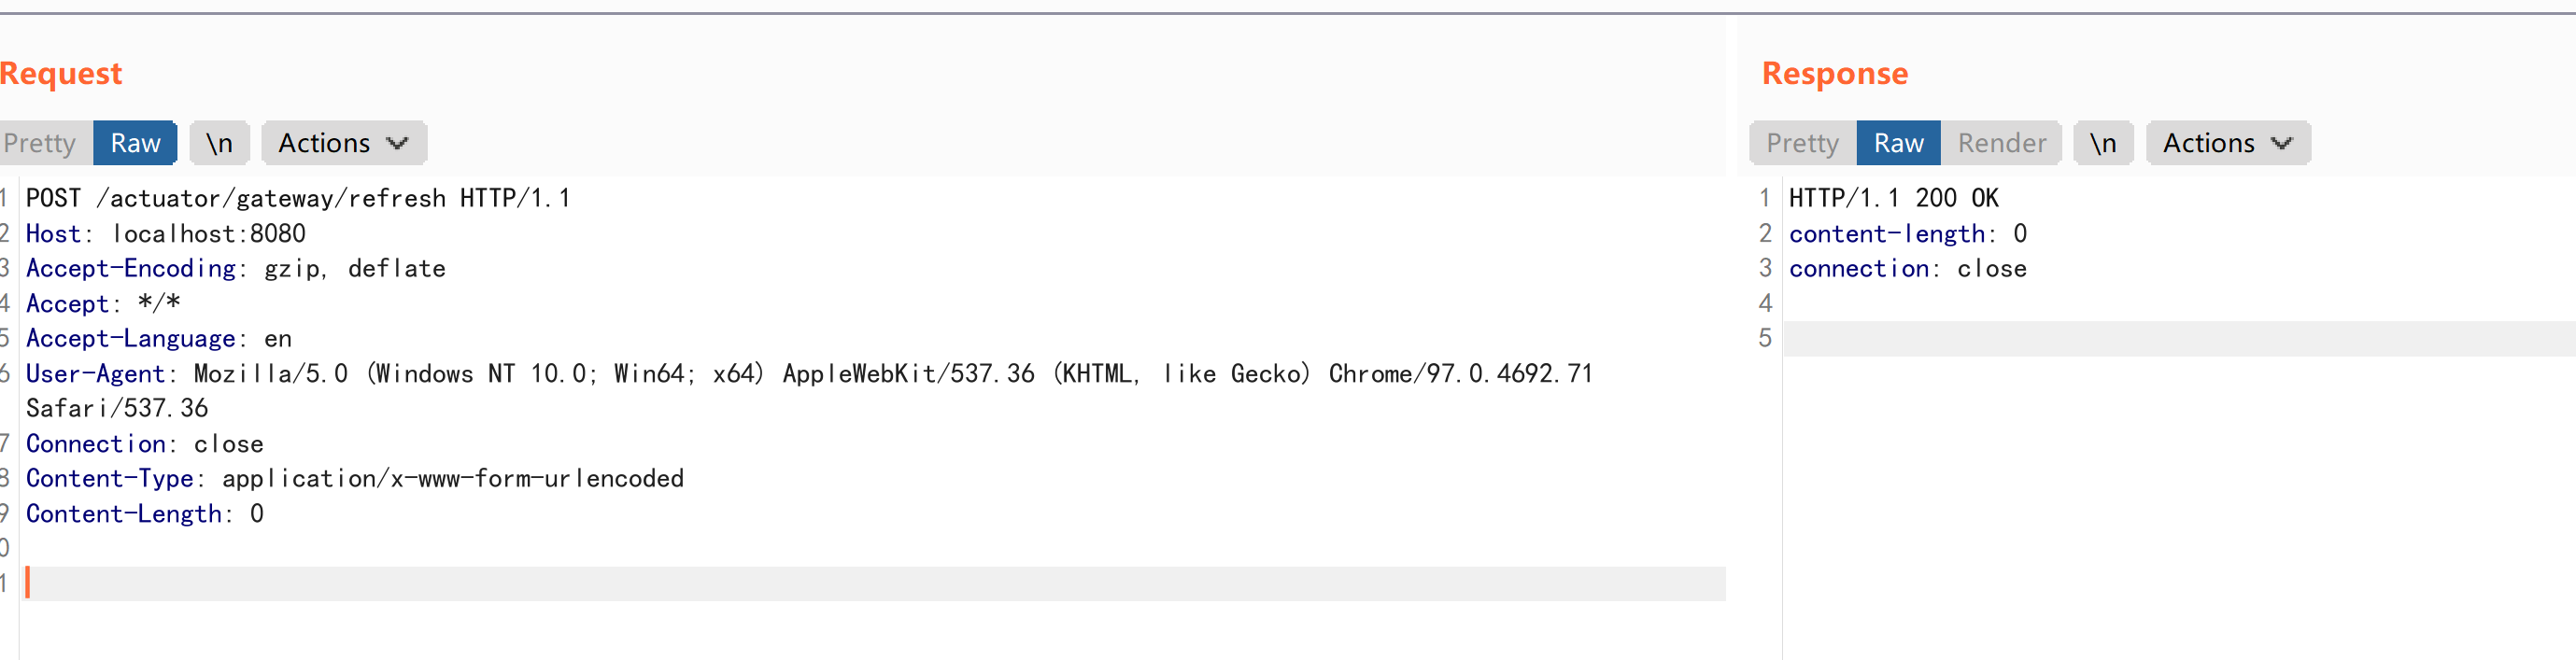 Request
Pretty Raw \n Actions
1 POST /actuator/gateway/refresh HTTP/1.1
2 Host: localhost:8080
3 Accept-Encoding: gzip, deflate
4 Accept: */*
5 Accept-Language: en
6 User-Agent: Mozilla/5.0 (Windows NT 10.0; Win64; x64) AppleWebKit/537.36 (KHTML, like Gecko) Chrome/97.0.4692.71
Safari/537.36
7 Connection: close
8 Content-Type: application/x-www-form-urlencoded
9 Content-Length: 0
0
1
Response
Pretty Raw Render \n Actions
1 HTTP/1.1 200 OK
2 content-length: 0
3 connection: close
4
5